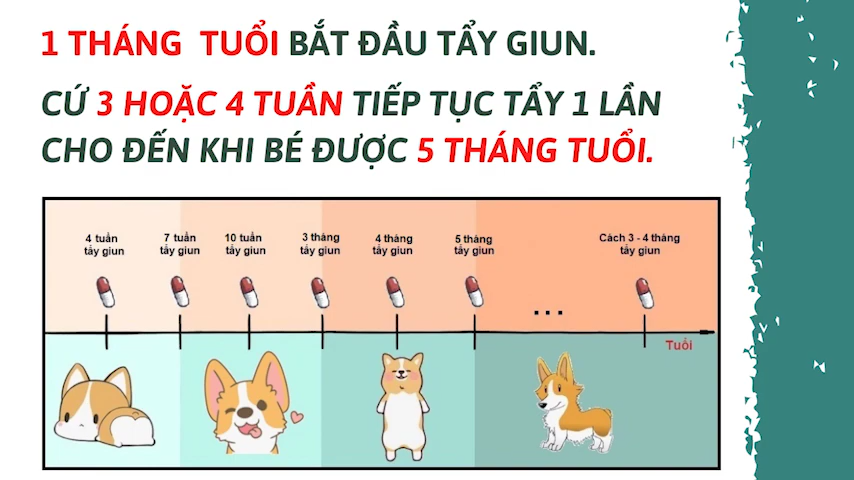 1 THÁNG TUỔI BẮT ĐẦU TẨY GIUN.
CỨ 3 HOẶC 4 TUẦN TIẾP TỤC TẨY 1 LẦN
CHO ĐẾN KHI BÉ ĐƯỢC 5 THÁNG TUỔI.
4 tuần
tẩy giun
7 tuần
tẩy giun
10 tuần
tẩy giun
3 tháng
tẩy giun
4 tháng
tẩy giun
5 tháng
tẩy giun
...
Cách 3 - 4 tháng
tẩy giun
Tuổi